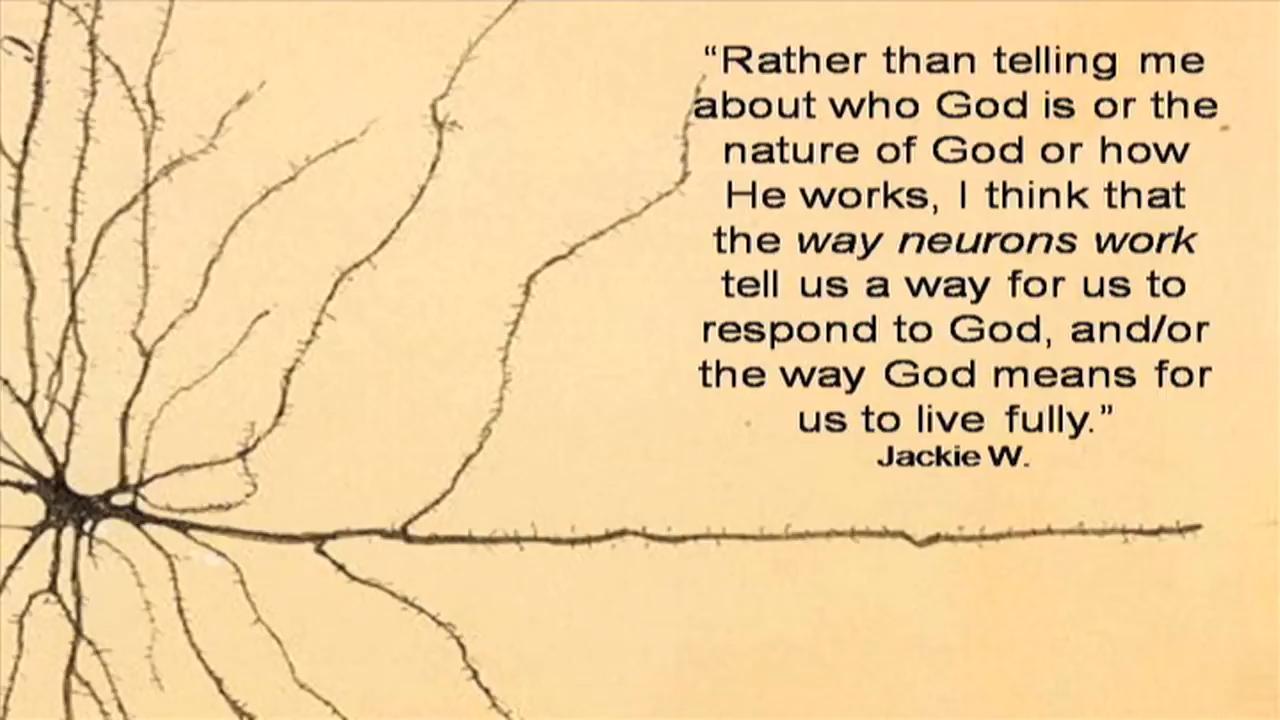 “Rather than telling me
about who God is or the
nature of God or how
He works, I think that
the way neurons work
tell us a way for us to
respond to God, and/or
the way God means for
us to live fully.”
Jackie W.